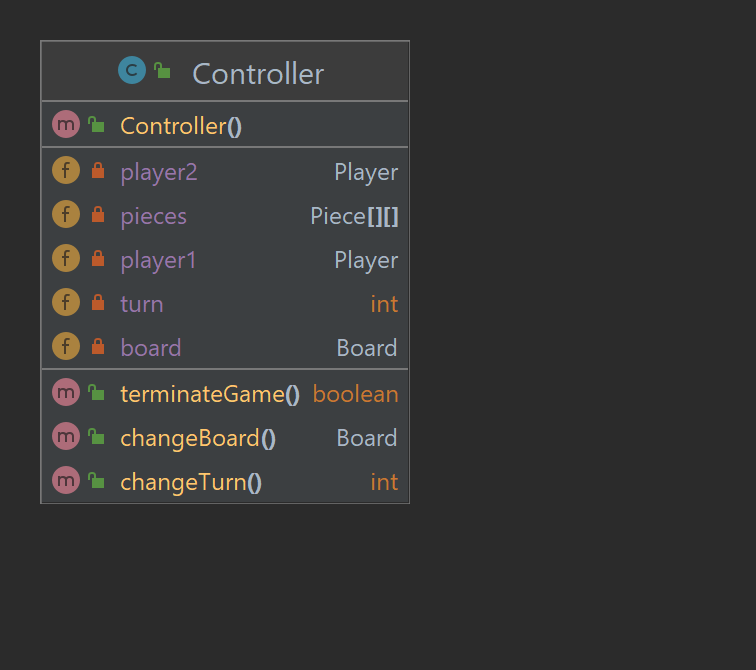 C Controller
m Controller()
f player2 Player
f pieces Piece[][]
f player1 Player
f turn int
f board Board
m terminateGame() boolean
m changeBoard() Board
m changeTurn() int